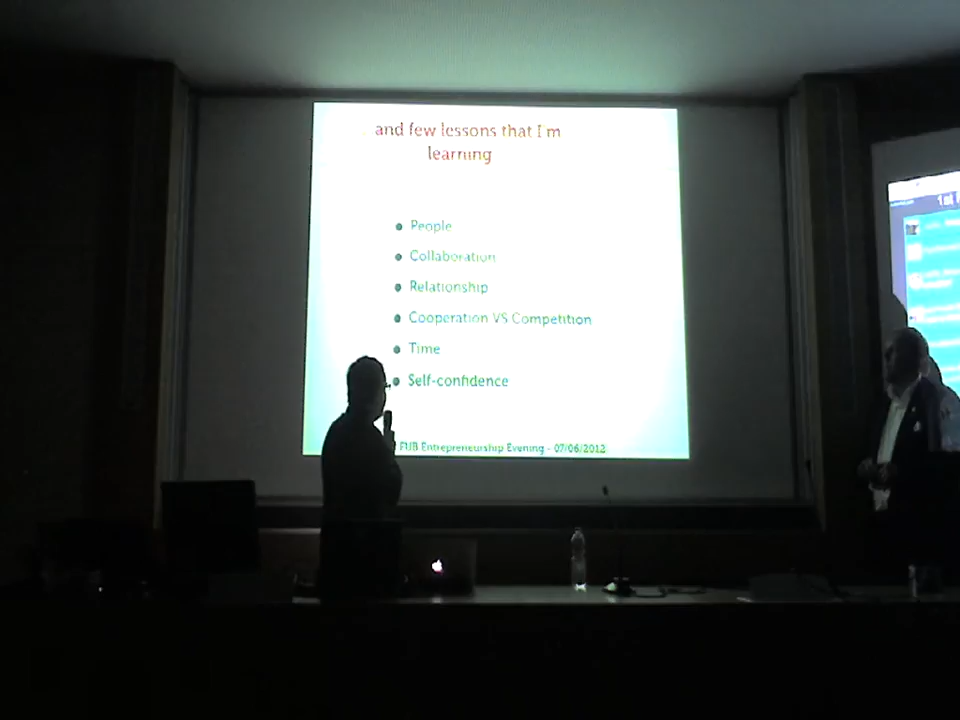 and few lessons that I'm
learning
People
Collaboration
Relationship
Cooperation VS Competition
Time
Self-confidence
FUB Entrepreneurship Evening - 07/06/2012
1st